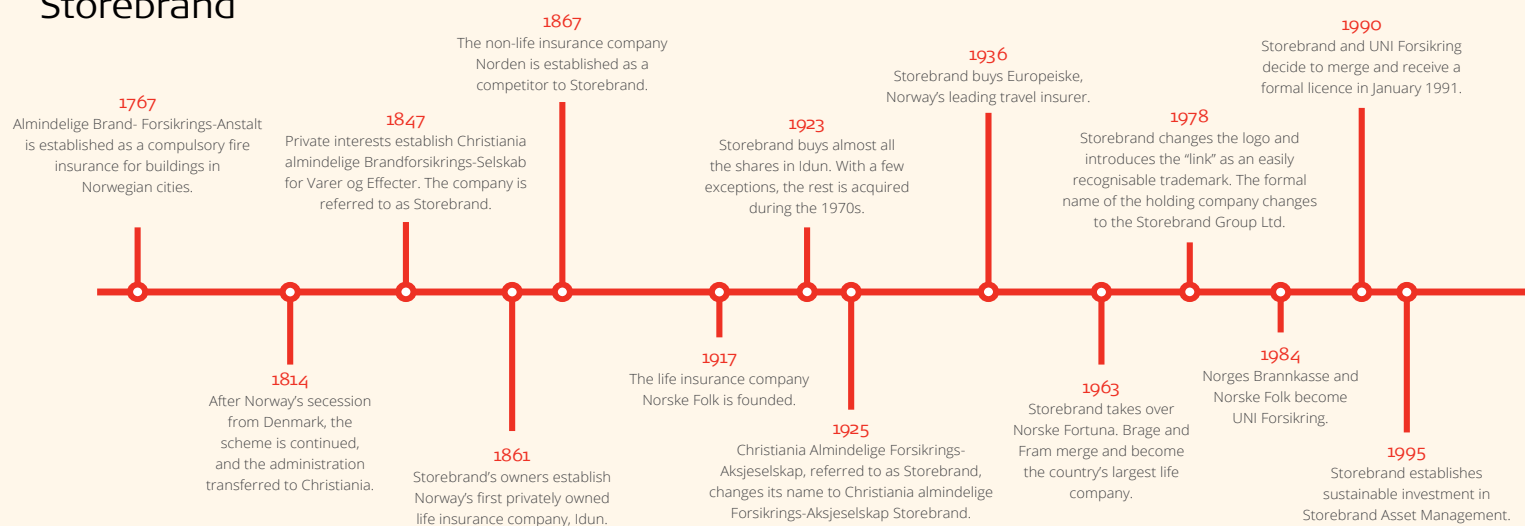 Storebrand
1767
Almindelige Brand- Forsikrings-Anstalt
is established as a compulsory fire
insurance for buildings in
Norwegian cities.
1814
After Norway's secession
from Denmark, the
scheme is continued,
and the administration
transferred to Christiania.
1847
Private interests establish Christiania
almindelige Brandforsikrings-Selskab
for Varer og Effecter. The company is
referred to as Storebrand.
1861
Storebrand's owners establish
Norway's first privately owned
life insurance company, Idun.
1867
The non-life insurance company
Norden is established as a
competitor to Storebrand.
1917
The life insurance company
Norske Folk is founded.
1923
Storebrand buys almost all
the shares in Idun. With a few
exceptions, the rest is acquired
during the 1970s.
1925
Christiania Almindelige Forsikrings-
Aksjeselskap, referred to as Storebrand,
changes its name to Christiania almindelige
Forsikrings-Aksjeselskap Storebrand.
1936
Storebrand buys Europeiske,
Norway's leading travel insurer.
1963
Storebrand takes over
Norske Fortuna. Brage and
Fram merge and become
the country's largest life
company.
1978
Storebrand changes the logo and
introduces the "link" as an easily
recognisable trademark. The formal
name of the holding company changes
to the Storebrand Group Ltd.
1984
Norges Brannkasse and
Norske Folk become
UNI Forsikring.
1990
Storebrand and UNI Forsikring
decide to merge and receive a
formal licence in January 1991.
1995
Storebrand establishes
sustainable investment in
Storebrand Asset Management.